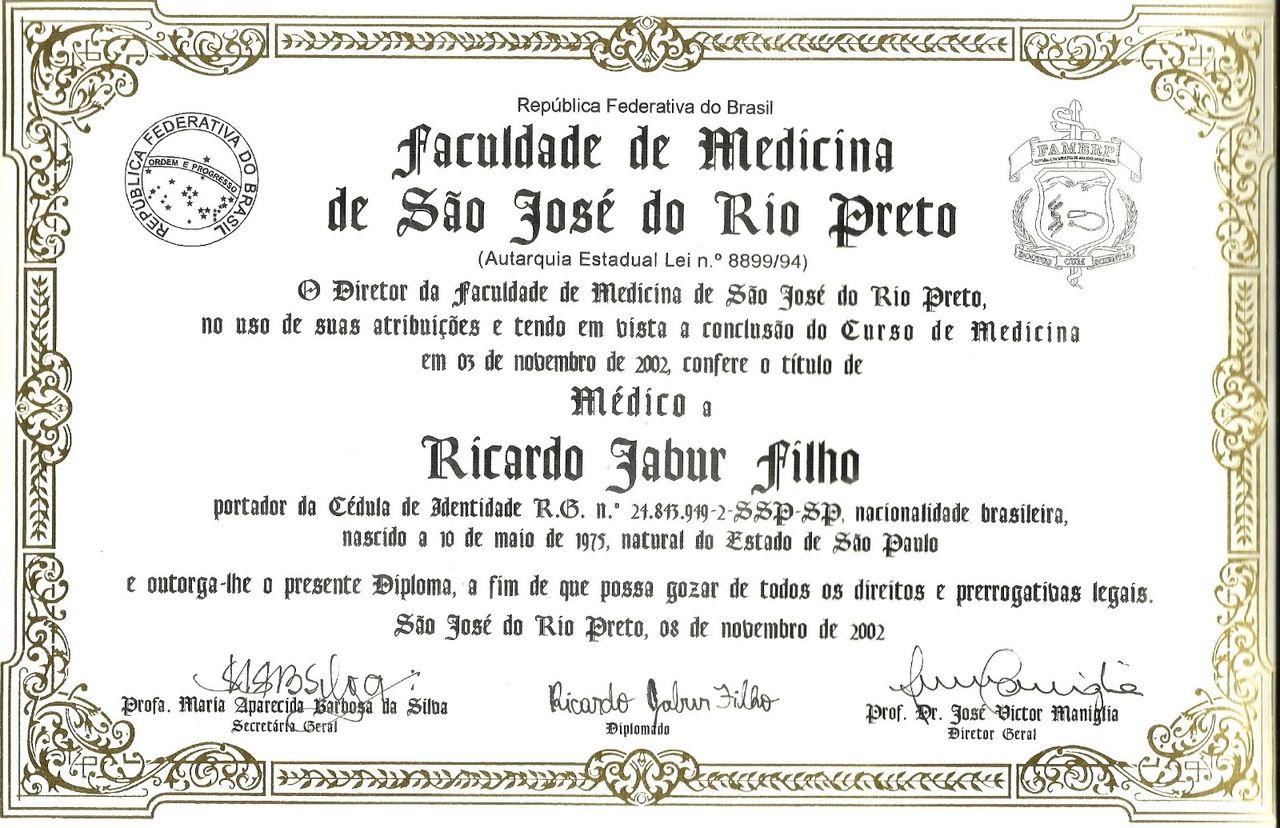 República Federativa do Brasil
Faculdade de Medicina
de São José do Rio Preto
(Autarquia Estadual Lei n.º 8899/94)
REPÚBLICA FEDERATIVA DO BRASIL
ORDEM E PROGRESSO
FAMERP
DOCTUS CUM SCIENTIA
O Diretor da Faculdade de Medicina de São José do Rio Preto,
no uso de suas atribuições e tendo em vista a conclusão do Curso de Medicina
em 03 de novembro de 2002, confere o título de
Médico a
Ricardo Jabur Filho
portador da Cédula de Identidade R.G. n.º 24.843.949-2-SSP-SP, nacionalidade brasileira,
nascido a 10 de maio de 1975, natural do Estado de São Paulo
e outorga-lhe o presente Diploma, a fim de que possa gozar de todos os direitos e prerrogativas legais.
São José do Rio Preto, 08 de novembro de 2002
Ricardo Jabur Filho
Profa. Maria Aparecida Barbosa da Silva
Secretária Geral
Diplomado
Prof. Dr. José Victor Maniglia
Diretor Geral